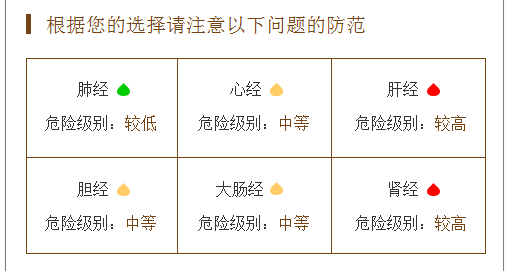 根据您的选择请注意以下问题的防范
肺经
心经
肝经
危险级别：较低
危险级别：中等
危险级别：较高
胆经
大肠经
肾经
危险级别：中等
危险级别：中等
危险级别：较高